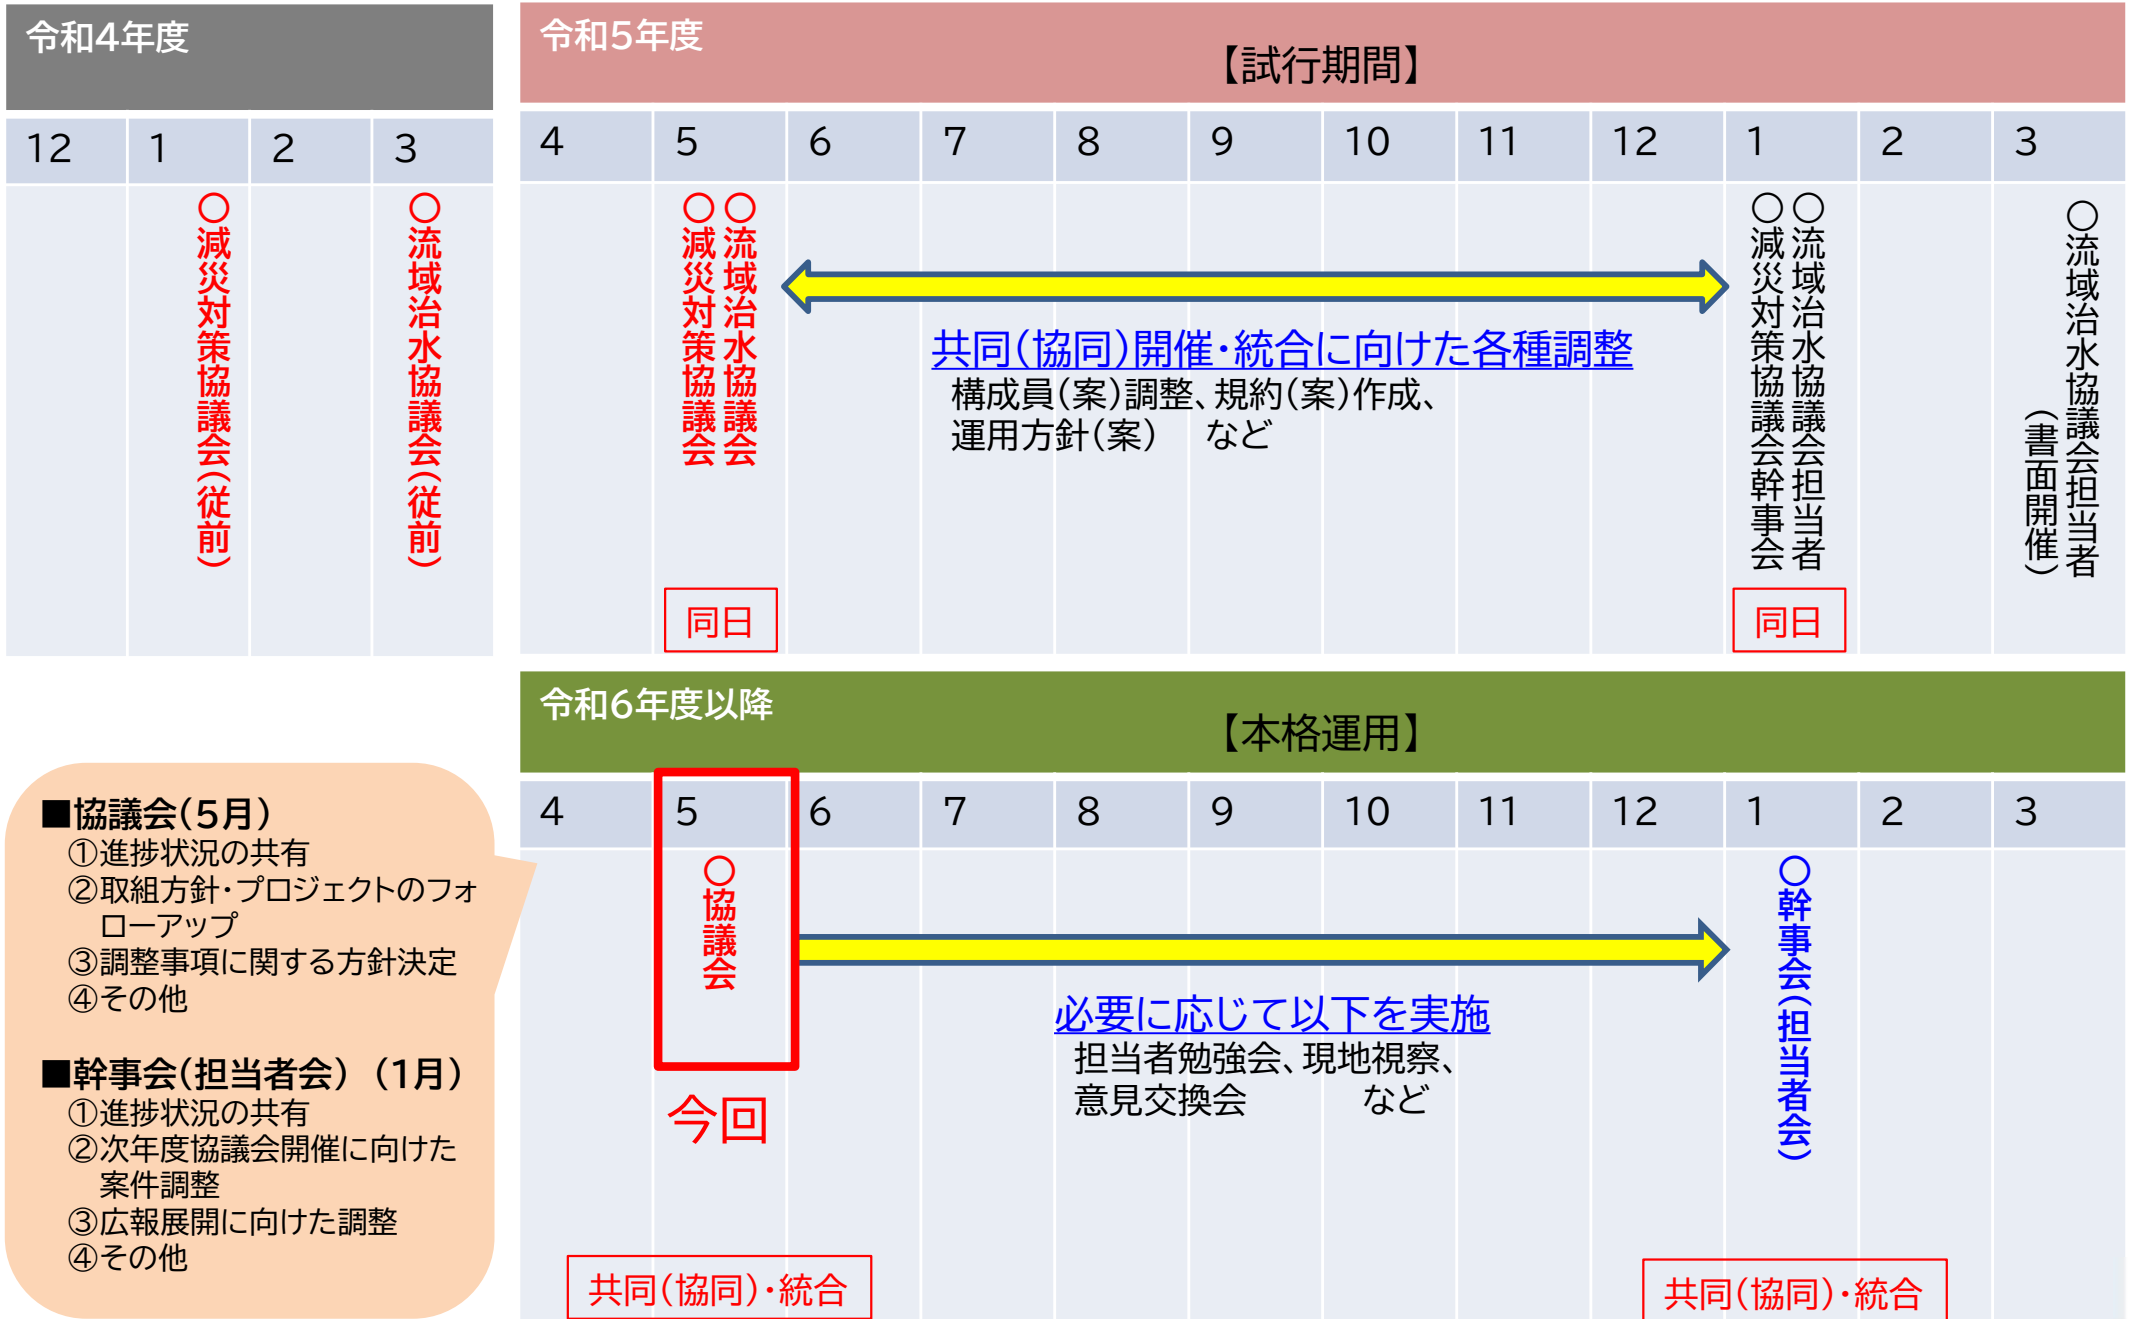 令和4年度
12 1 2 3
○減災対策協議会(従前)
○流域治水協議会(従前)
令和5年度
【試行期間】
4 5 6 7 8 9 10 11 12 1 2 3
○流域治水協議会
○減災対策協議会
同日
共同(協同)開催・統合に向けた各種調整
構成員(案)調整、規約(案)作成、
運用方針(案) など
○流域治水協議会担当者
○減災対策協議会幹事会
同日
○流域治水協議会担当者
(書面開催)
令和6年度以降
【本格運用】
4 5 6 7 8 9 10 11 12 1 2 3
○協議会
今回
共同(協同)・統合
必要に応じて以下を実施
担当者勉強会、現地視察、
意見交換会 など
○幹事会(担当者会)
共同(協同)・統合
■協議会(5月)
①進捗状況の共有
②取組方針・プロジェクトのフォ
ローアップ
③調整事項に関する方針決定
④その他
■幹事会(担当者会) (1月)
①進捗状況の共有
②次年度協議会開催に向けた
案件調整
③広報展開に向けた調整
④その他